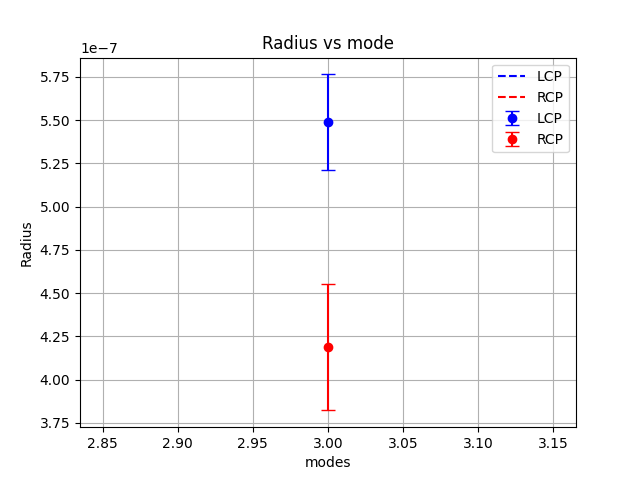 Radius vs mode
1e−7
5.75
5.50
5.25
5.00
4.75
4.50
4.25
4.00
3.75
Radius
2.85 2.90 2.95 3.00 3.05 3.10 3.15
modes
LCP
RCP
LCP
RCP